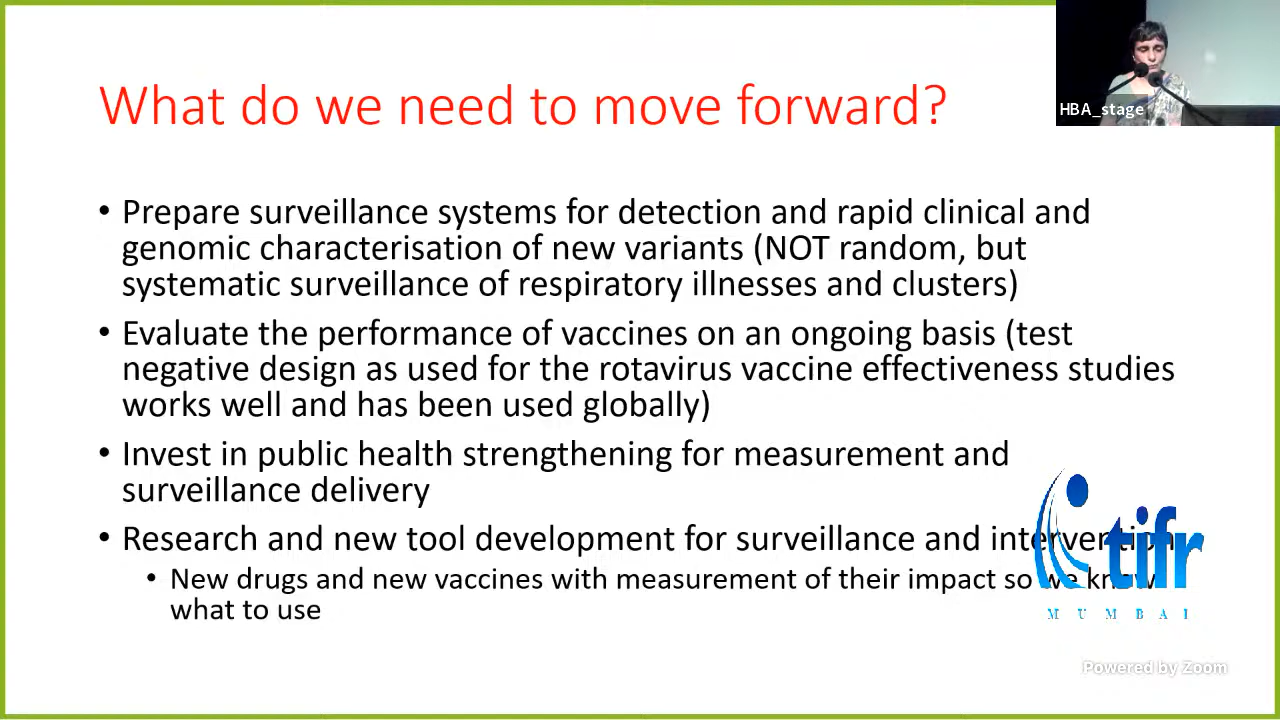 What do we need to move forward?
HBA_stage
• Prepare surveillance systems for detection and rapid clinical and
genomic characterisation of new variants (NOT random, but
systematic surveillance of respiratory illnesses and clusters)
• Evaluate the performance of vaccines on an ongoing basis (test
negative design as used for the rotavirus vaccine effectiveness studies
works well and has been used globally)
• Invest in public health strengthening for measurement and
surveillance delivery
• Research and new tool development for surveillance and intervention
• New drugs and new vaccines with measurement of their impact so we know
what to use
tifr
MUMBAI
Powered by Zoom